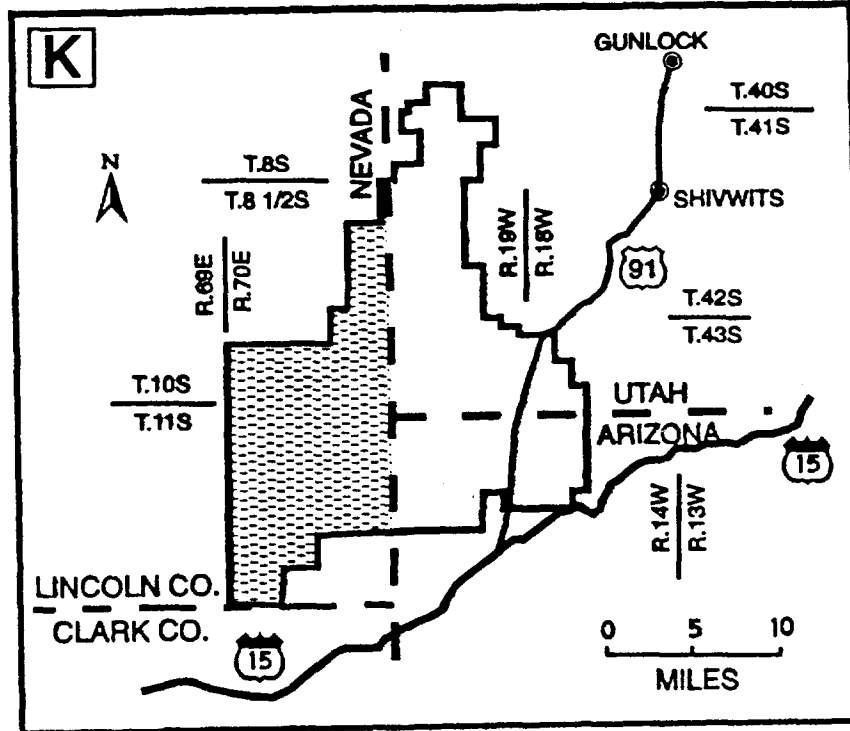 K
GUNLOCK
T.40S
T.41S
N
NEVADA
T.8S
T.8 1/2S
SHIVWITS
R.19W
R.18W
91
R.69E
R.70E
T.42S
T.43S
T.10S
T.11S
UTAH
ARIZONA
15
R.14W
R.13W
LINCOLN CO.
CLARK CO.
15
0 5 10
MILES